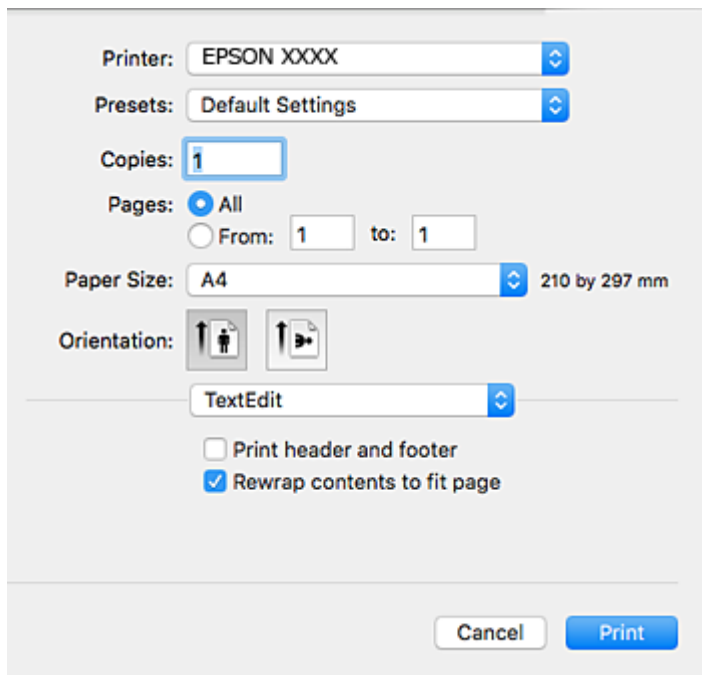 Printer: EPSON XXXX
Presets: Default Settings
Copies: 1
Pages: All
From: 1 to: 1
Paper Size: A4 210 by 297 mm
Orientation:
TextEdit
Print header and footer
Rewrap contents to fit page
Cancel Print